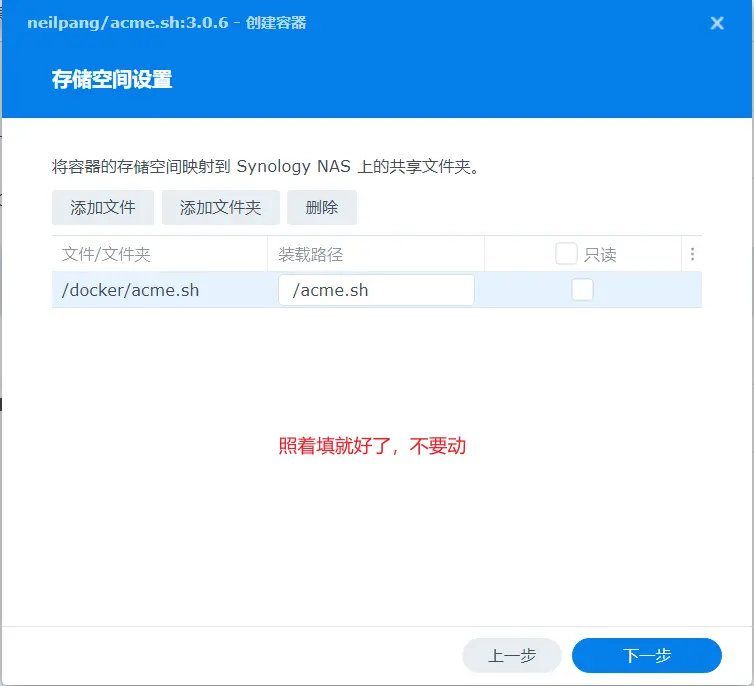 neilpang/acme.sh:3.0.6 - 创建容器
存储空间设置
将容器的存储空间映射到 Synology NAS 上的共享文件夹。
添加文件 添加文件夹 删除
文件/文件夹 装载路径 只读
/docker/acme.sh /acme.sh
照着填就好了，不要动
上一步 下一步